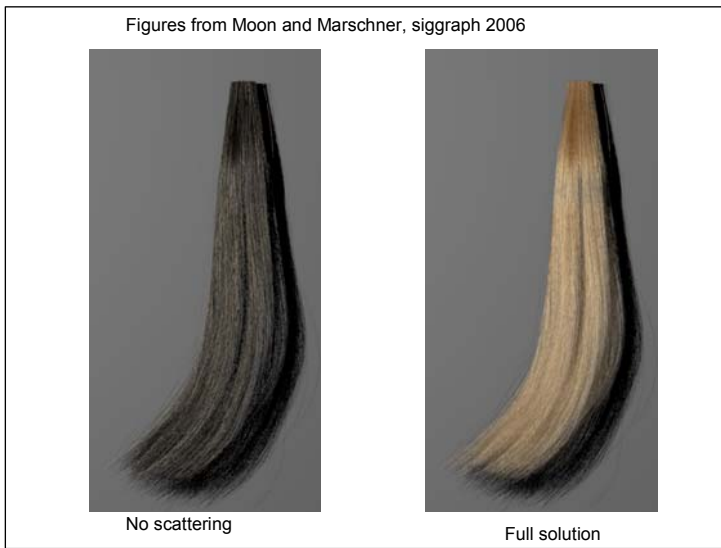 Figures from Moon and Marschner, siggraph 2006
No scattering
Full solution